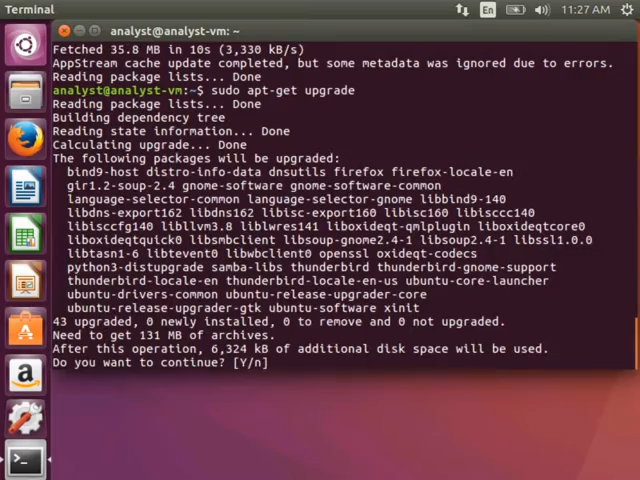 Terminal
En
11:27 AM
analyst@analyst-vm: ~
Fetched 35.8 MB in 10s (3,330 kB/s)
AppStream cache update completed, but some metadata was ignored due to errors.
Reading package lists... Done
analyst@analyst-vm:~$ sudo apt-get upgrade
Reading package lists... Done
Building dependency tree
Reading state information... Done
Calculating upgrade... Done
The following packages will be upgraded:
bind9-host distro-info-data dnsutils firefox firefox-locale-en
gir1.2-soup-2.4 gnome-software gnome-software-common
language-selector-common language-selector-gnome libbind9-140
libdns-export162 libdns162 libisc-export160 libisc160 libisccc140
libisccfg140 libllvm3.8 liblwres141 liboxideqt-qmlplugin liboxideqtcore0
liboxideqtquick0 libsmbclient libsoup-gnome2.4-1 libsoup2.4-1 libssl1.0.0
libtasn1-6 libtevent0 libwbclient0 openssl oxideqt-codecs
python3-distupgrade samba-libs thunderbird thunderbird-gnome-support
thunderbird-locale-en thunderbird-locale-en-us ubuntu-core-launcher
ubuntu-drivers-common ubuntu-release-upgrader-core
ubuntu-release-upgrader-gtk ubuntu-software xinit
43 upgraded, 0 newly installed, 0 to remove and 0 not upgraded.
Need to get 131 MB of archives.
After this operation, 6,324 kB of additional disk space will be used.
Do you want to continue? [Y/n]